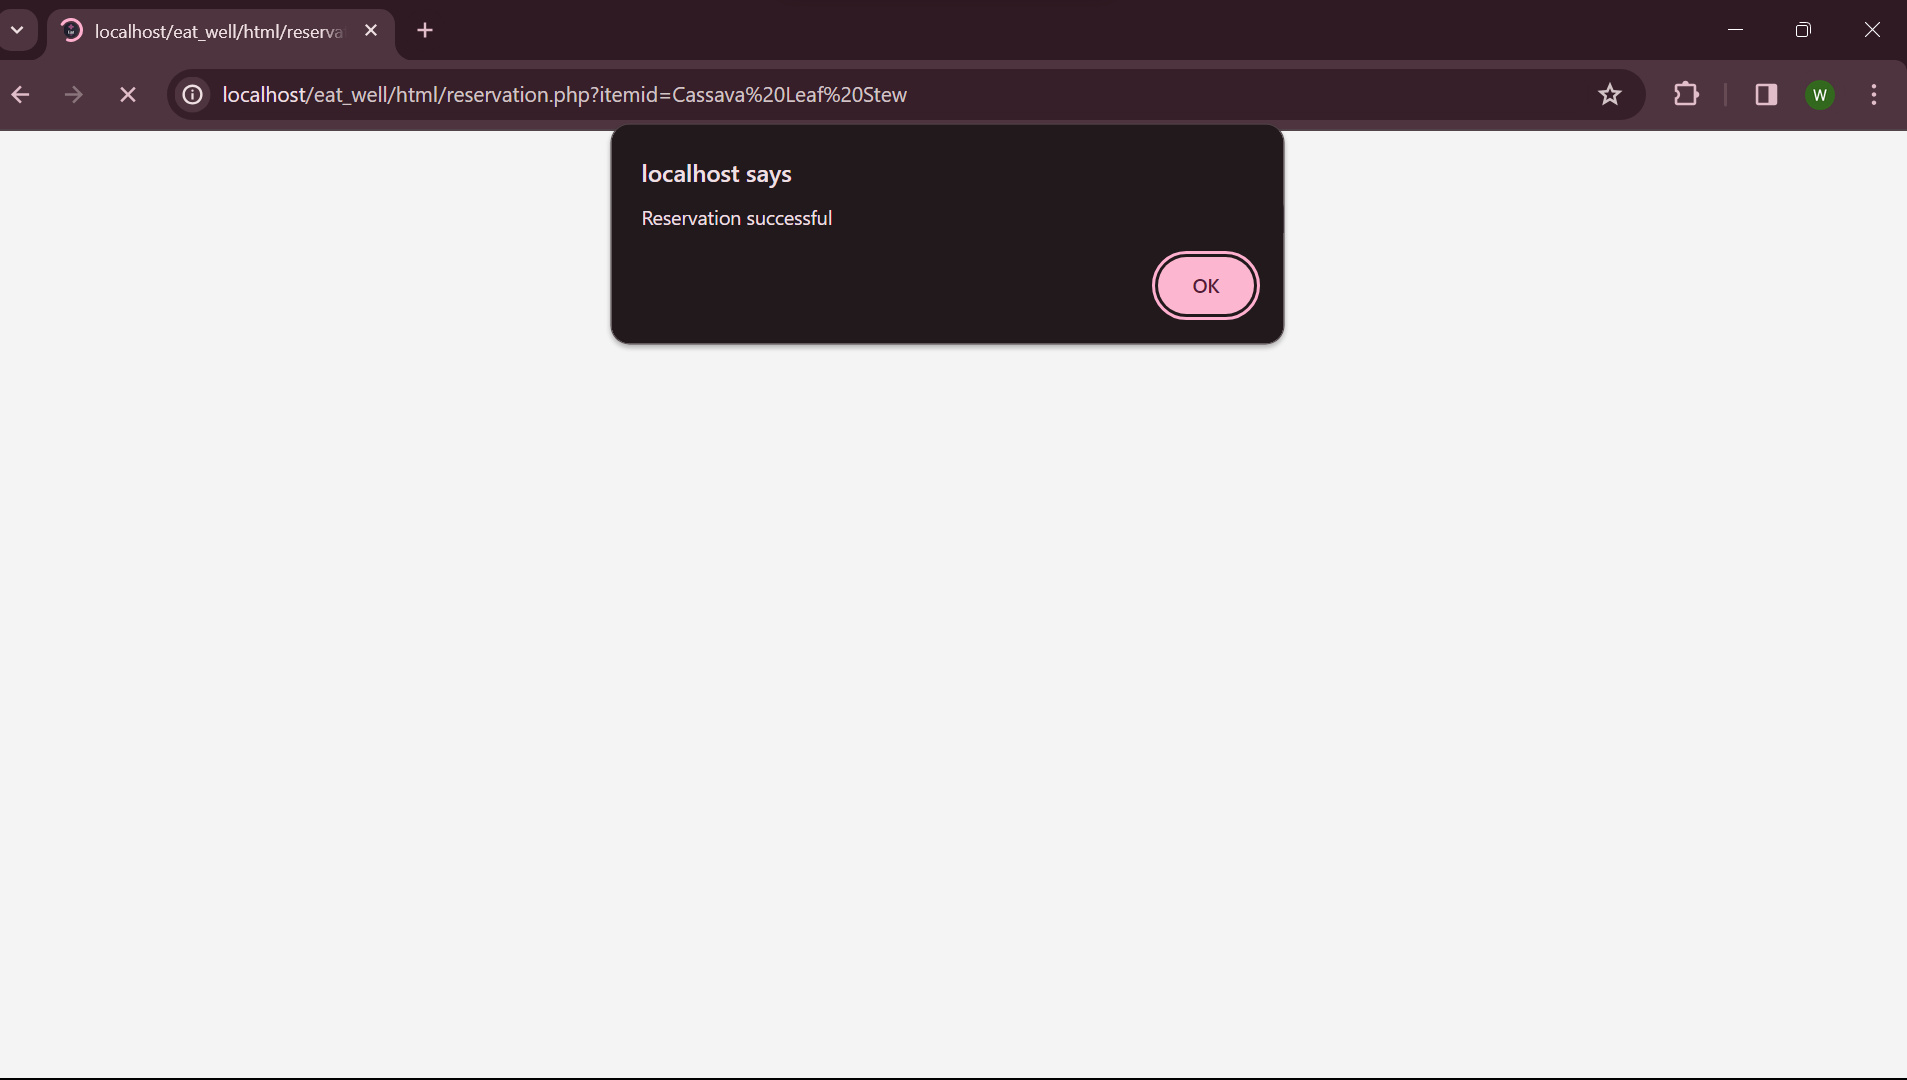 localhost/eat_well/html/reserva
localhost/eat_well/html/reservation.php?itemid=Cassava%20Leaf%20Stew
W
localhost says
Reservation successful
OK